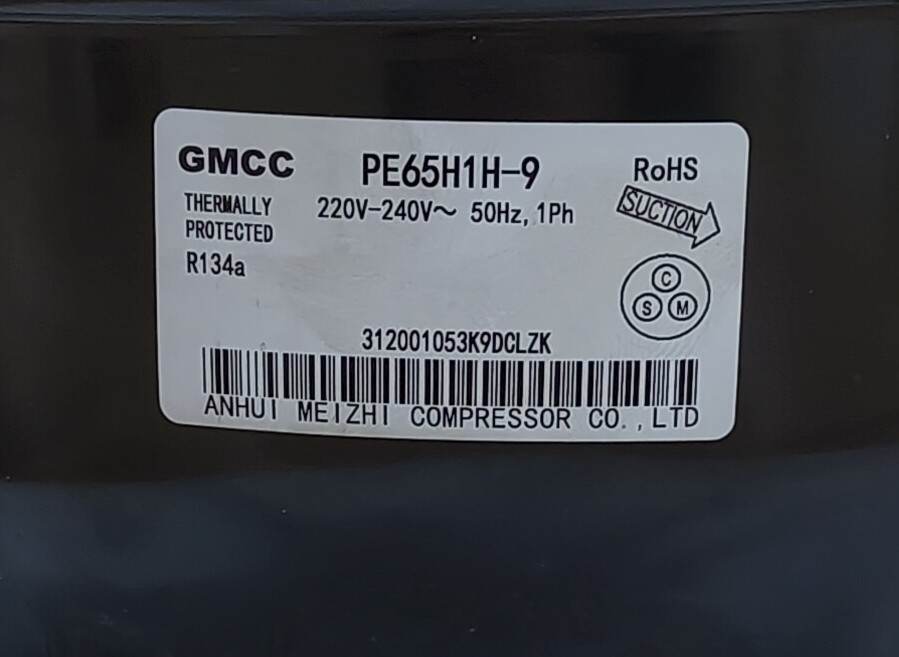 GMCC
PE65H1H-9
RoHS
THERMALLY
PROTECTED
220V-240V~ 50Hz, 1Ph
SUCTION
R134a
C
S M
312001053K9DCLZK
ANHUI MEIZHI COMPRESSOR CO.,LTD